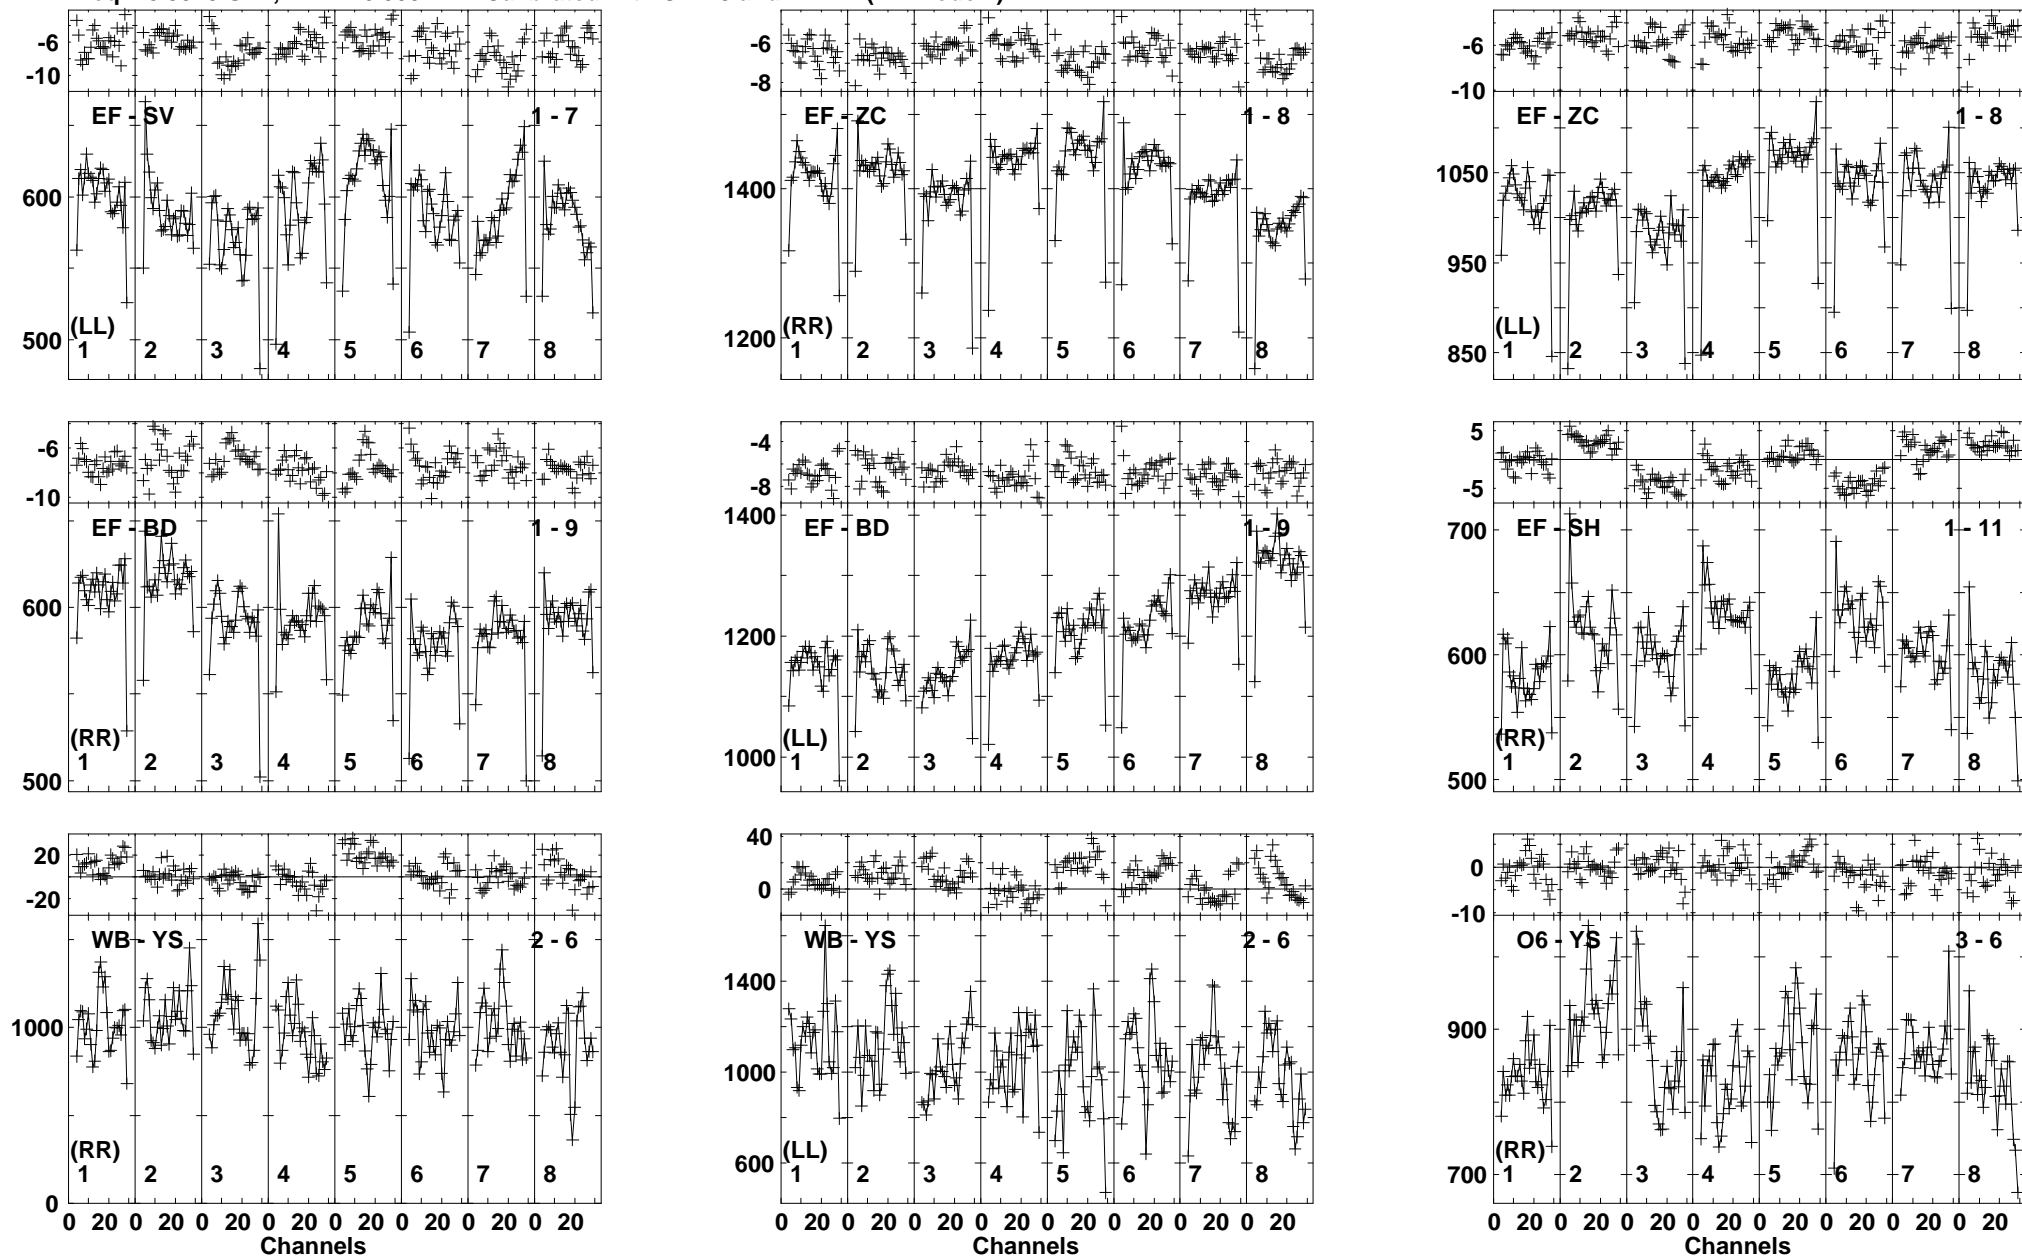 -6
-10
EF - SV
1 - 7
600
500
(LL)
1 2 3 4 5 6 7 8
-6
-8
EF - ZC
1 - 8
1400
1200
(RR)
1 2 3 4 5 6 7 8
-6
-10
EF - ZC
1 - 8
1050
950
850
(LL)
1 2 3 4 5 6 7 8
-6
-10
EF - BD
1 - 9
600
500
(RR)
1 2 3 4 5 6 7 8
-4
-8
EF - BD
1 - 9
1400
1200
1000
(LL)
1 2 3 4 5 6 7 8
5
-5
EF - SH
1 - 11
700
600
500
(RR)
1 2 3 4 5 6 7 8
20
-20
WB - YS
2 - 6
1000
0
(RR)
1 2 3 4 5 6 7 8
0 20 0 20 0 20 0 20 0 20 0 20 0 20 0 20
Channels
40
0
WB - YS
2 - 6
1400
1000
600
(LL)
1 2 3 4 5 6 7 8
0 20 0 20 0 20 0 20 0 20 0 20 0 20 0 20
Channels
0
-10
O6 - YS
3 - 6
900
700
(RR)
1 2 3 4 5 6 7 8
0 20 0 20 0 20 0 20 0 20 0 20 0 20 0 20
Channels